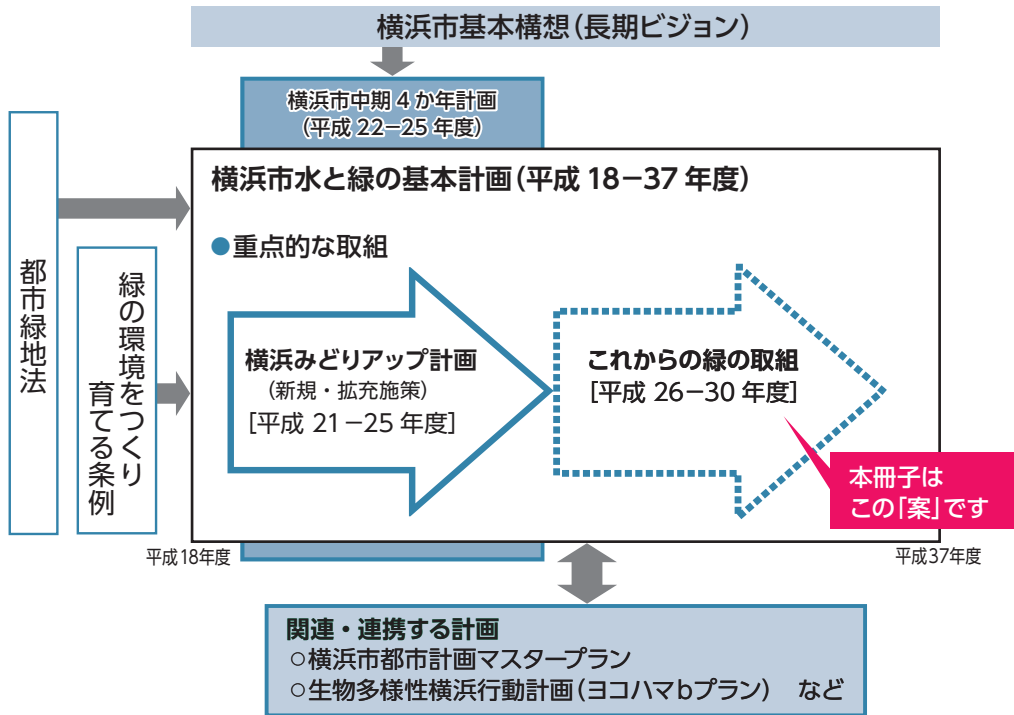 横浜市基本構想（長期ビジョン）
横浜市中期 4 か年計画
（平成 22−25 年度）
横浜市水と緑の基本計画（平成 18−37 年度）
●重点的な取組
都市緑地法
緑の環境をつくり
育てる条例
横浜みどりアップ計画
（新規・拡充施策）
［平成 21−25 年度］
これからの緑の取組
［平成 26−30 年度］
本冊子は
この「案」です
平成18年度
平成37年度
関連・連携する計画
○横浜市都市計画マスタープラン
○生物多様性横浜行動計画（ヨコハマbプラン）　など